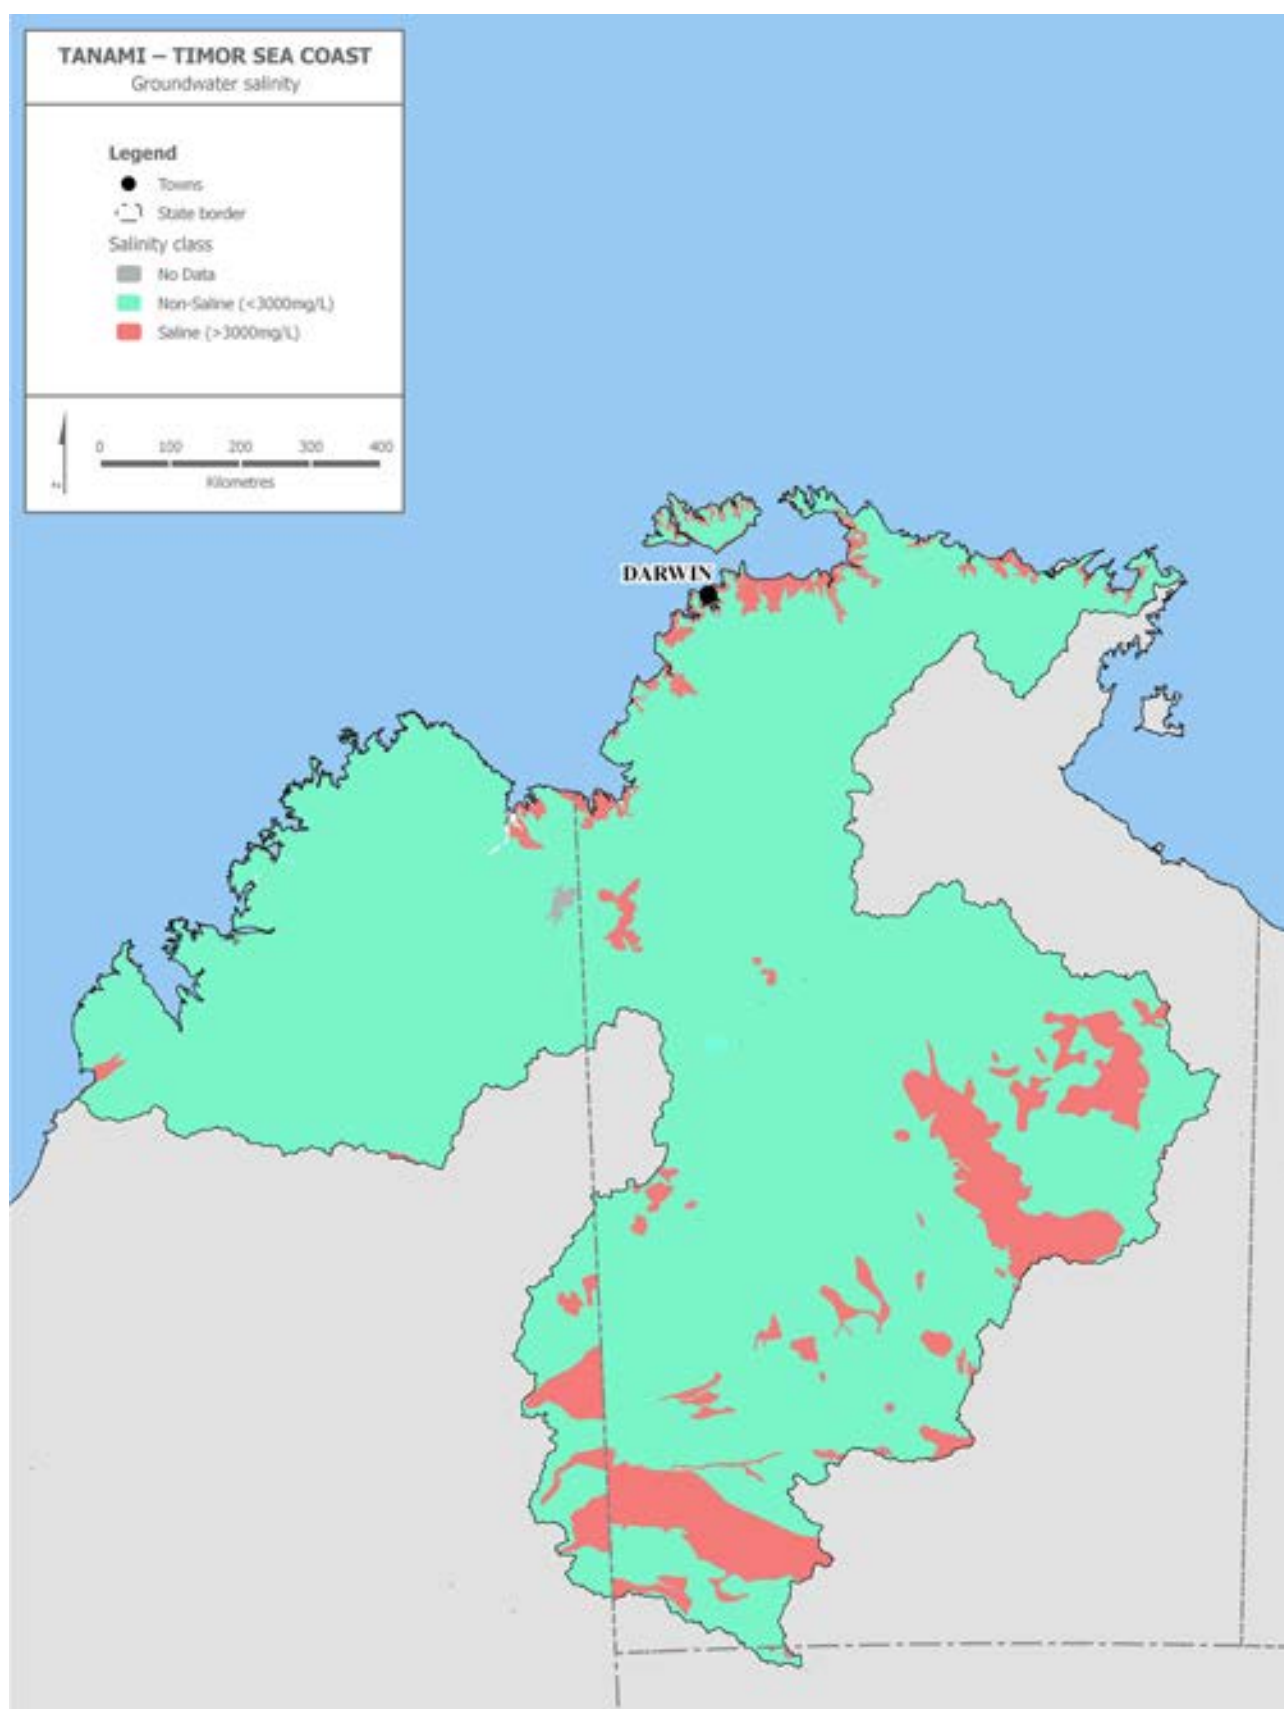 TANAMI – TIMOR SEA COAST
Groundwater salinity
Legend
Towns
State border
Salinity class
No Data
Non-Saline (<3000mg/L)
Saline (>3000mg/L)
0 100 200 300 400
Kilometres
N
DARWIN